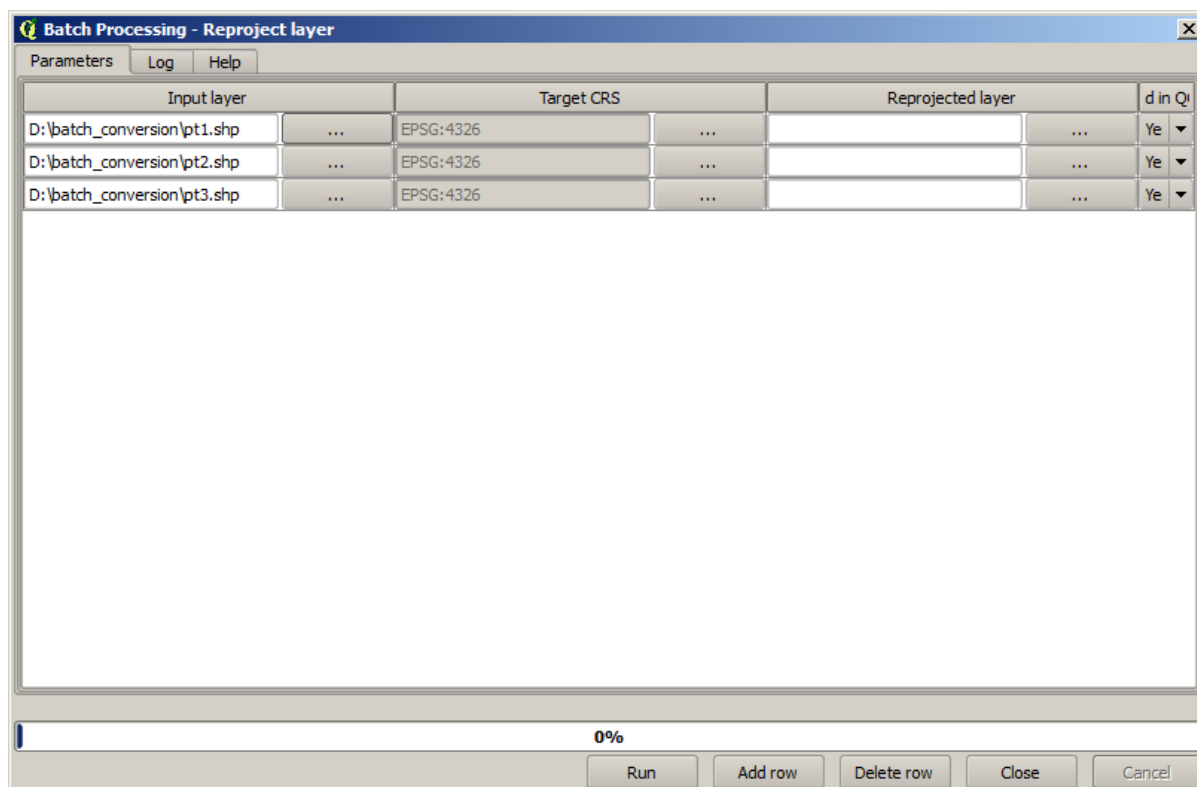 Batch Processing - Reproject layer
Parameters Log Help
Input layer Target CRS Reprojected layer d in Q
D:\batch_conversion\pt1.shp ... EPSG:4326 ... ... Ye
D:\batch_conversion\pt2.shp ... EPSG:4326 ... ... Ye
D:\batch_conversion\pt3.shp ... EPSG:4326 ... ... Ye
0%
Run Add row Delete row Close Cancel